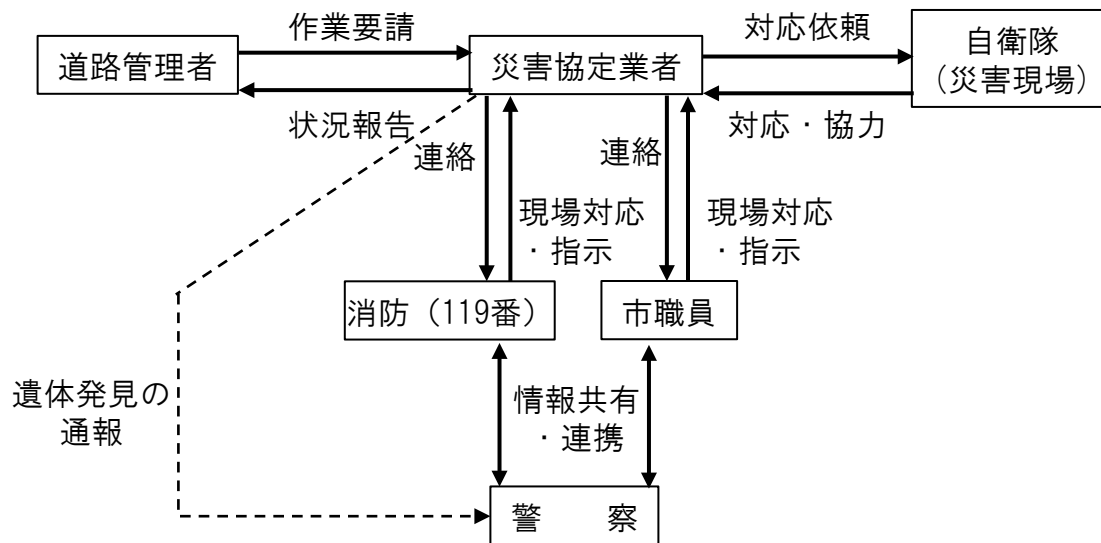 作業要請
対応依頼
道路管理者
災害協定業者
自衛隊
（災害現場）
状況報告
対応・協力
連絡
連絡
現場対応
・指示
現場対応
・指示
消防（119番）
市職員
遺体発見の
通報
情報共有
・連携
警　　察